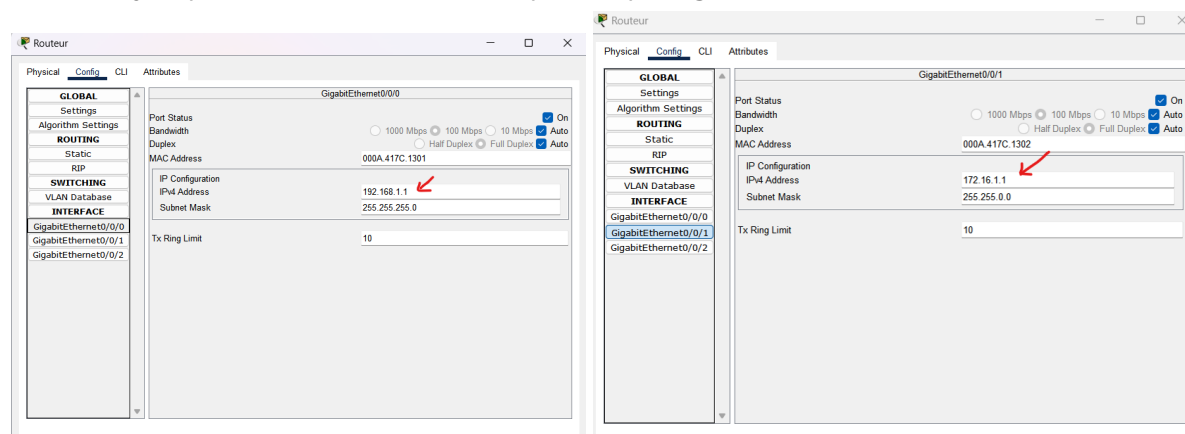 Routeur
Physical Config CLI Attributes
GLOBAL
Settings
Algorithm Settings
ROUTING
Static
RIP
SWITCHING
VLAN Database
INTERFACE
GigabitEthernet0/0/0
GigabitEthernet0/0/1
GigabitEthernet0/0/2
GigabitEthernet0/0/0
Port Status On
Bandwidth 1000 Mbps 100 Mbps 10 Mbps Auto
Duplex Half Duplex Full Duplex Auto
MAC Address 000A.417C.1301
IP Configuration
IPv4 Address 192.168.1.1
Subnet Mask 255.255.255.0
Tx Ring Limit 10
Routeur
Physical Config CLI Attributes
GLOBAL
Settings
Algorithm Settings
ROUTING
Static
RIP
SWITCHING
VLAN Database
INTERFACE
GigabitEthernet0/0/0
GigabitEthernet0/0/1
GigabitEthernet0/0/2
GigabitEthernet0/0/1
Port Status On
Bandwidth 1000 Mbps 100 Mbps 10 Mbps Auto
Duplex Half Duplex Full Duplex Auto
MAC Address 000A.417C.1302
IP Configuration
IPv4 Address 172.16.1.1
Subnet Mask 255.255.0.0
Tx Ring Limit 10